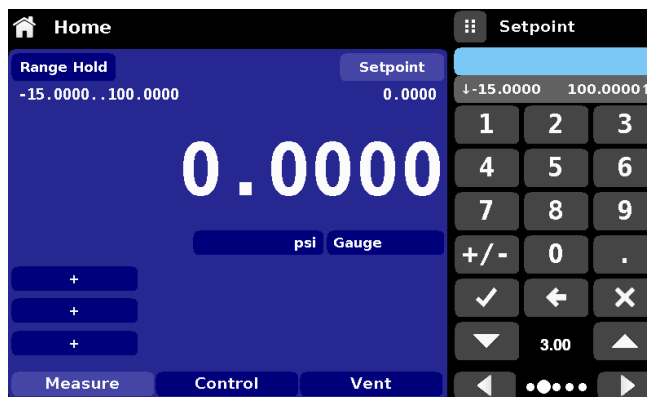 Home
Setpoint
Range Hold
Setpoint
-15.0000..100.0000
0.0000
↓-15.0000 100.0000↑
0.0000
psi Gauge
1 2 3
4 5 6
7 8 9
+/- 0 .
+
+
+
3.00
Measure Control Vent